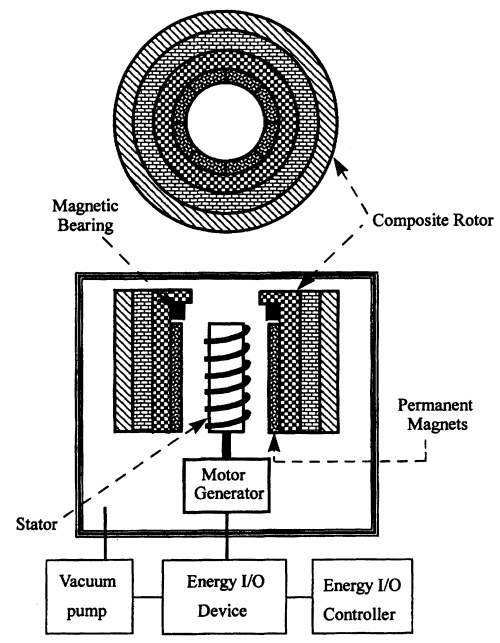 Magnetic
Bearing
Composite Rotor
Permanent
Magnets
Motor
Generator
Stator
Vacuum
pump
Energy I/O
Device
Energy I/O
Controller